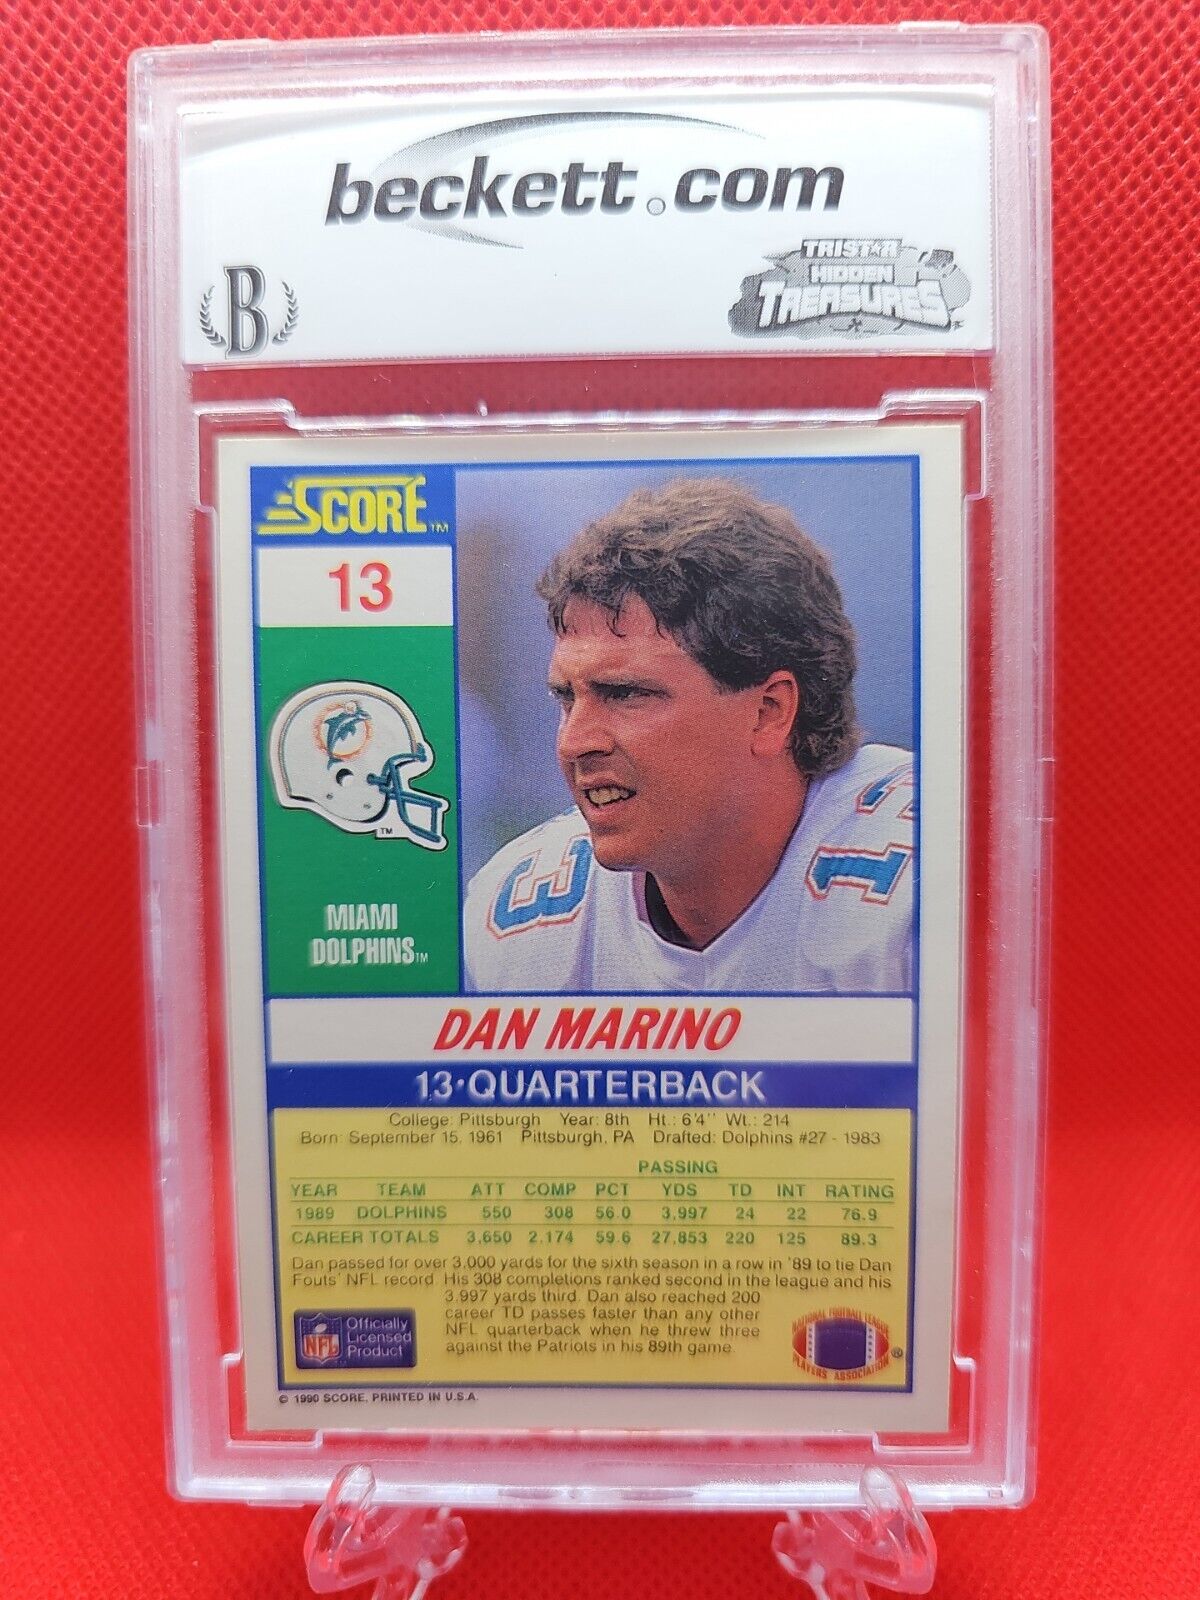 beckett.com
B
TRISTAR
HIDDEN
TREASURES
SCORE™
13
TM
MIAMI
DOLPHINS™
3
13
DAN MARINO
13·QUARTERBACK
College: Pittsburgh Year: 8th Ht.: 6'4'' Wt.: 214
Born: September 15, 1961 Pittsburgh, PA Drafted: Dolphins #27 - 1983
PASSING
YEAR TEAM ATT COMP PCT YDS TD INT RATING
1989 DOLPHINS 550 308 56.0 3,997 24 22 76.9
CAREER TOTALS 3,650 2,174 59.6 27,853 220 125 89.3
Dan passed for over 3,000 yards for the sixth season in a row in '89 to tie Dan
Fouts' NFL record. His 308 completions ranked second in the league and his
3,997 yards third. Dan also reached 200
career TD passes faster than any other
NFL quarterback when he threw three
against the Patriots in his 89th game.
NFL
Officially
Licensed
Product
TM
NATIONAL FOOTBALL LEAGUE
PLAYERS ASSOCIATION
®
© 1990 SCORE, PRINTED IN U.S.A.